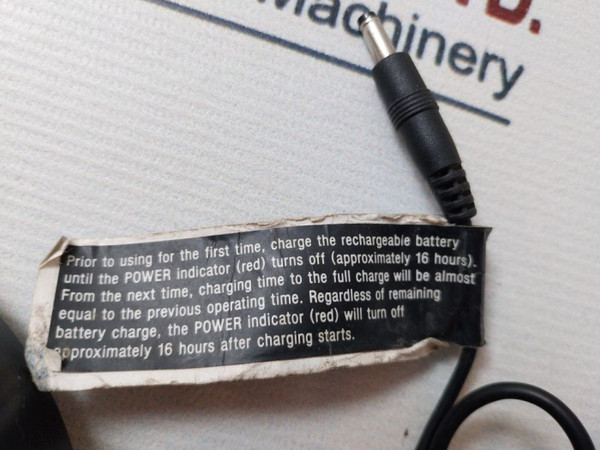 TD.
Machinery
Prior to using for the first time, charge the rechargeable battery
until the POWER indicator (red) turns off (approximately 16 hours).
From the next time, charging time to the full charge will be almost
equal to the previous operating time. Regardless of remaining
battery charge, the POWER indicator (red) will turn off
approximately 16 hours after charging starts.